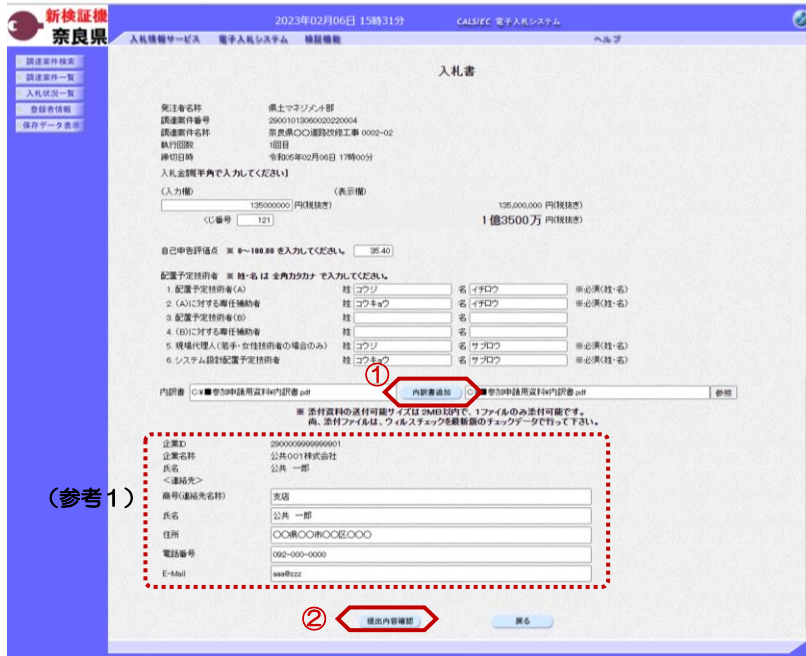 新検証機
奈良県
2023年02月06日 15時31分
CALS/EC 電子入札システム
入札情報サービス 電子入札システム 検証機能 ヘルプ
調達案件検索
調達案件一覧
入札状況一覧
登録者情報
保存データ表示
入札書
発注者名称 県土マネジメント部
調達案件番号 29001013060020220004
調達案件名称 奈良県〇〇道路改修工事 0002-02
執行回数 1回目
締切日時 令和05年02月06日 17時00分
入札金額[半角で入力してください]
(入力欄) (表示欄)
135000000 円(税抜き) 135,000,000 円(税抜き)
くじ番号 121 1億3500万 円(税抜き)
自己申告評価点 ※ 0～100.00 を入力してください。 35.40
配置予定技術者 ※ 姓・名 は 全角カタカナ で入力してください。
1. 配置予定技術者(A) 姓 コウジ 名 イチロウ ※必須(姓・名)
2. (A)に対する専任補助者 姓 コウキョウ 名 イチロウ ※必須(姓・名)
3. 配置予定技術者(B) 姓 名
4. (B)に対する専任補助者 姓 名
5. 現場代理人(若手・女性技術者の場合のみ) 姓 コウジ 名 サブロウ ※必須(姓・名)
6. システム設計配置予定技術者 姓 コウキョウ 名 サブロウ ※必須(姓・名)
①
内訳書 C:¥■参加申請用資料¥内訳書.pdf 内訳書追加 C:¥■参加申請用資料¥内訳書.pdf 参照
※ 添付資料の送付可能サイズは 2MB以内で、1ファイルのみ添付可能です。
尚、添付ファイルは、ウィルスチェックを最新版のチェックデータで行って下さい。
企業ID 2900009999999901
企業名称 公共001株式会社
氏名 公共 一郎
<連絡先>
(参考1)
商号(連絡先名称) 支店
氏名 公共 一郎
住所 〇〇県〇〇市〇〇区〇〇〇
電話番号 092-000-0000
E-Mail aaa@zzz
②
提出内容確認 戻る